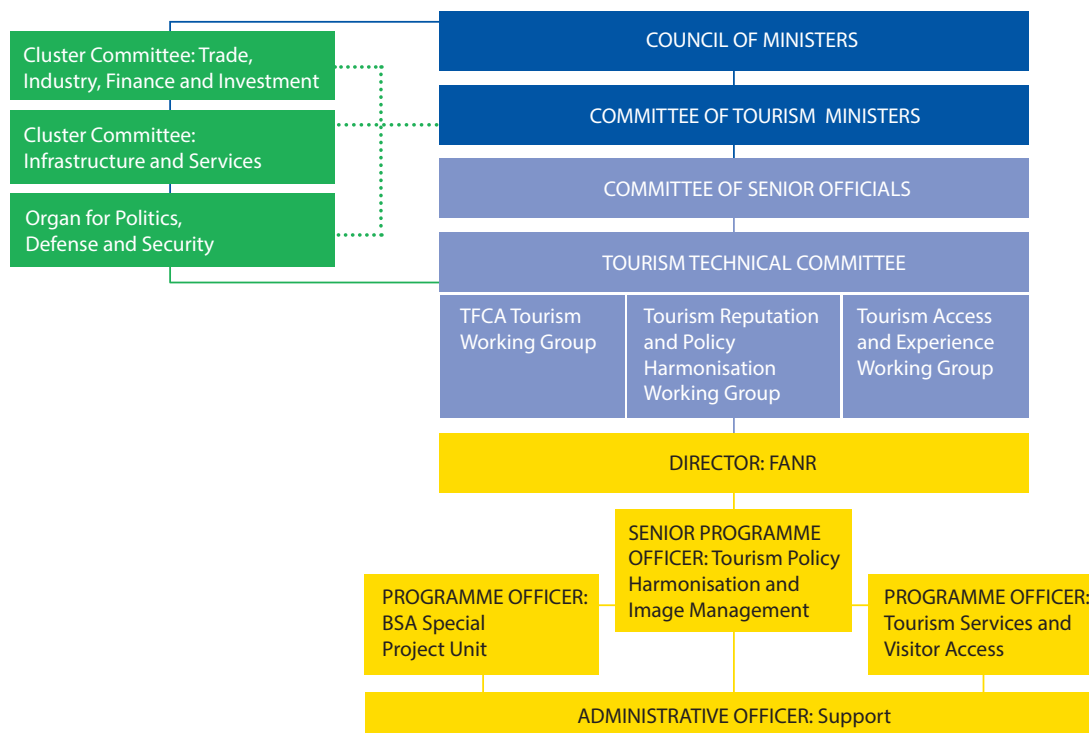 COUNCIL OF MINISTERS
Cluster Committee: Trade,
Industry, Finance and Investment
COMMITTEE OF TOURISM MINISTERS
Cluster Committee:
Infrastructure and Services
COMMITTEE OF SENIOR OFFICIALS
Organ for Politics,
Defense and Security
TOURISM TECHNICAL COMMITTEE
TFCA Tourism
Working Group
Tourism Reputation
and Policy
Harmonisation
Working Group
Tourism Access
and Experience
Working Group
DIRECTOR: FANR
SENIOR PROGRAMME
OFFICER: Tourism Policy
Harmonisation and
Image Management
PROGRAMME OFFICER:
BSA Special
Project Unit
PROGRAMME OFFICER:
Tourism Services and
Visitor Access
ADMINISTRATIVE OFFICER: Support